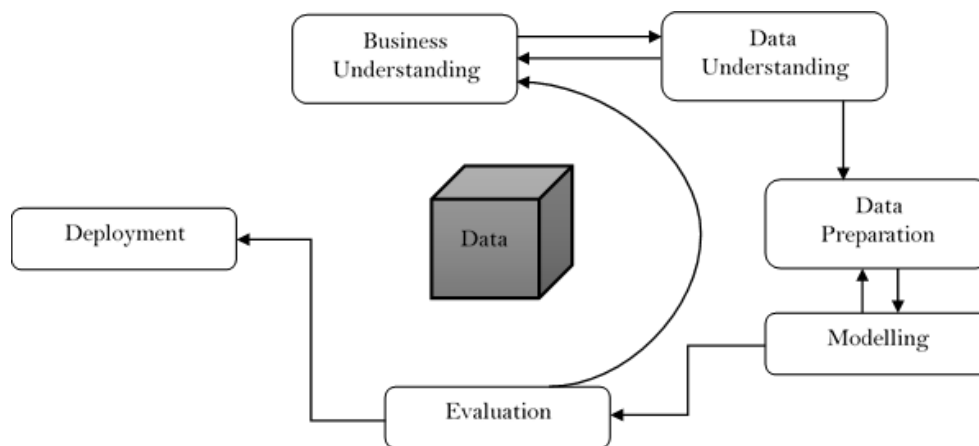 Business
Understanding
Data
Understanding
Data
Preparation
Deployment
Data
Modelling
Evaluation